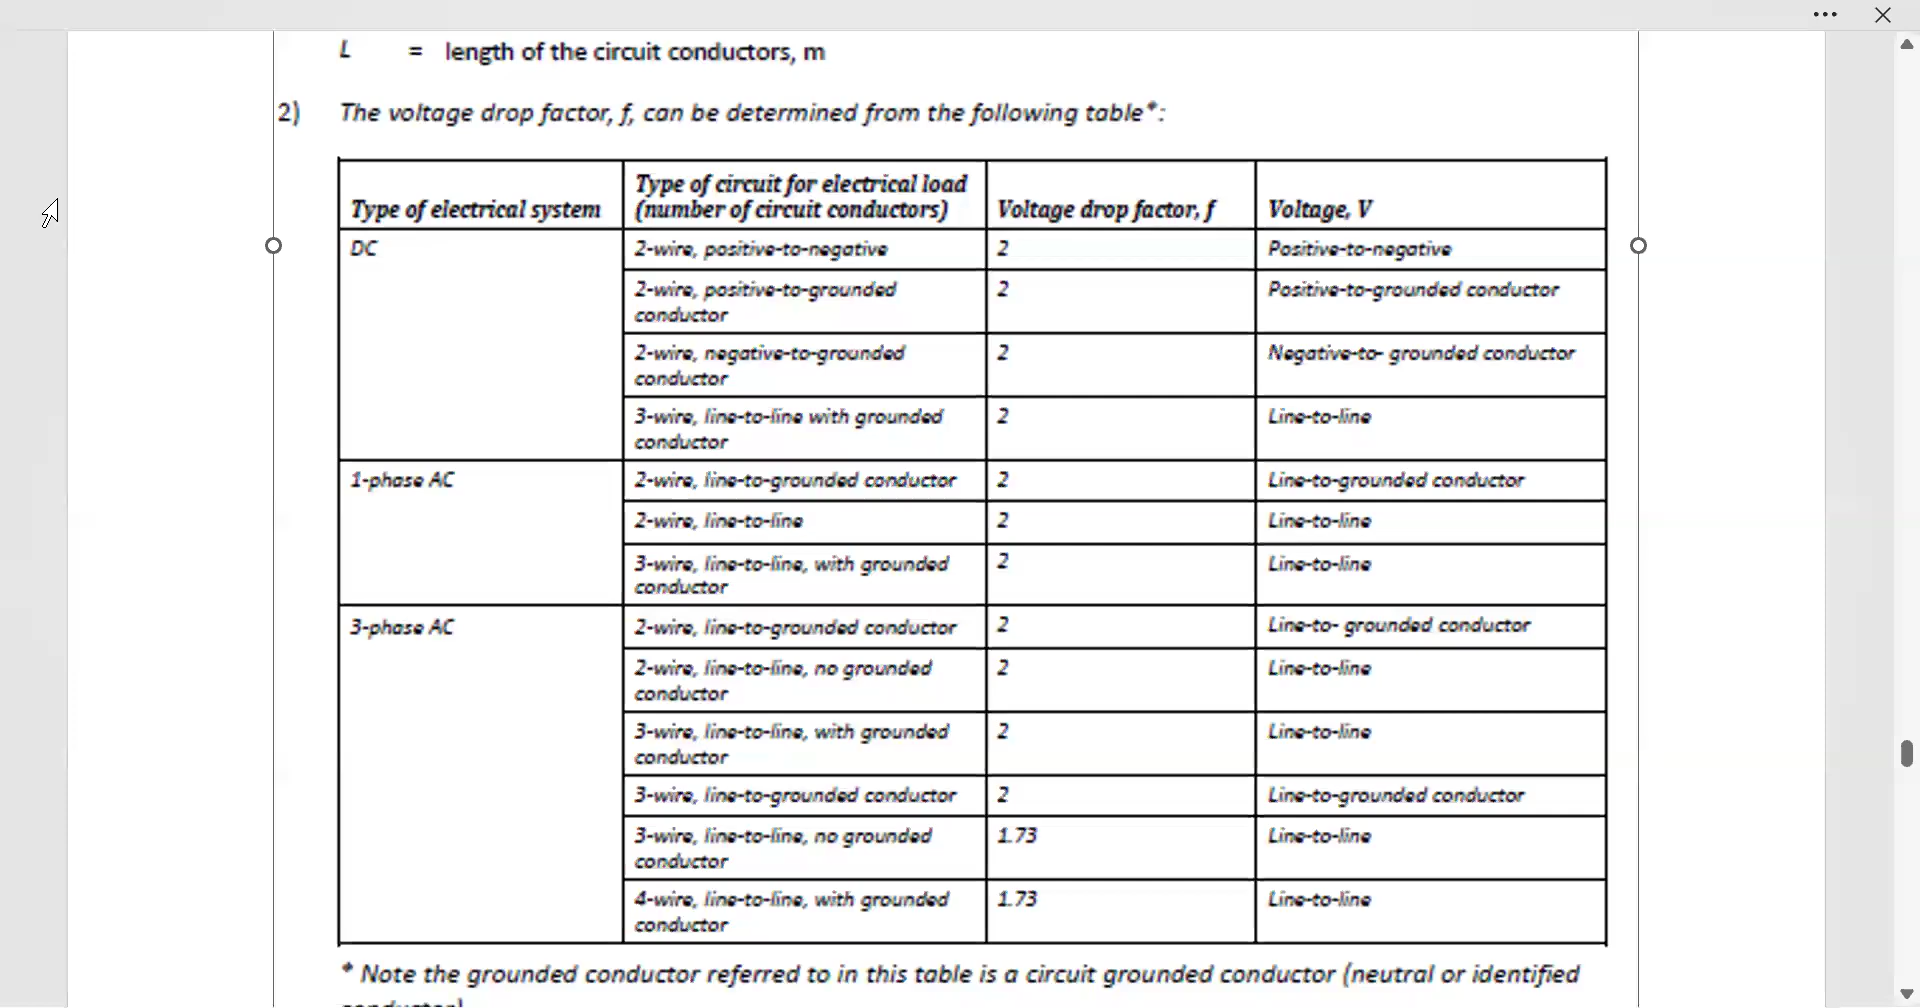 L = length of the circuit conductors, m
2) The voltage drop factor, f, can be determined from the following table*:
Type of electrical system
Type of circuit for electrical load
(number of circuit conductors)
Voltage drop factor, f
Voltage, V
DC
2-wire, positive-to-negative
2
Positive-to-negative
2-wire, positive-to-grounded
conductor
2
Positive-to-grounded conductor
2-wire, negative-to-grounded
conductor
2
Negative-to- grounded conductor
3-wire, line-to-line with grounded
conductor
2
Line-to-line
1-phase AC
2-wire, line-to-grounded conductor
2
Line-to-grounded conductor
2-wire, line-to-line
2
Line-to-line
3-wire, line-to-line, with grounded
conductor
2
Line-to-line
3-phase AC
2-wire, line-to-grounded conductor
2
Line-to- grounded conductor
2-wire, line-to-line, no grounded
conductor
2
Line-to-line
3-wire, line-to-line, with grounded
conductor
2
Line-to-line
3-wire, line-to-grounded conductor
2
Line-to-grounded conductor
3-wire, line-to-line, no grounded
conductor
1.73
Line-to-line
4-wire, line-to-line, with grounded
conductor
1.73
Line-to-line
* Note the grounded conductor referred to in this table is a circuit grounded conductor (neutral or identified